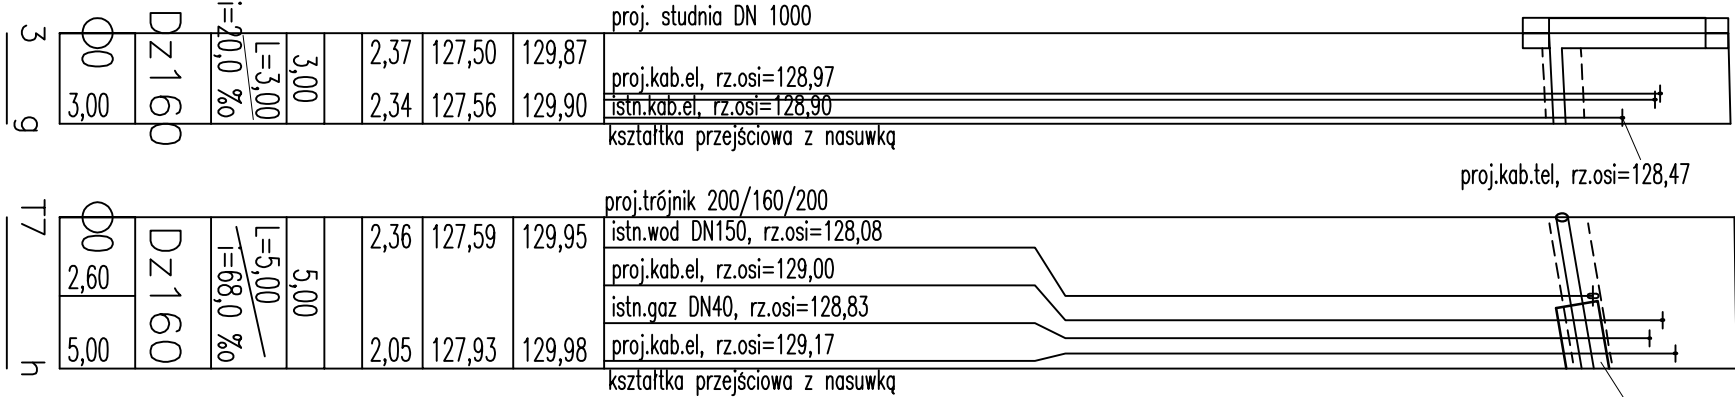 proj. studnia DN 1000
3
00
Dz160
i=20,0 ‰
L=3,00
3,00
2,37 127,50 129,87
proj.kab.el, rz.osi=128,97
3,00
2,34 127,56 129,90
istn.kab.el, rz.osi=128,90
g
kształtka przejściowa z nasuwką
proj.kab.tel, rz.osi=128,47
proj.trójnik 200/160/200
T7
00
Dz160
i=68,0 ‰
L=5,00
5,00
2,36 127,59 129,95
istn.wod DN150, rz.osi=128,08
2,60
proj.kab.el, rz.osi=129,00
istn.gaz DN40, rz.osi=128,83
5,00
2,05 127,93 129,98
proj.kab.el, rz.osi=129,17
h
kształtka przejściowa z nasuwką